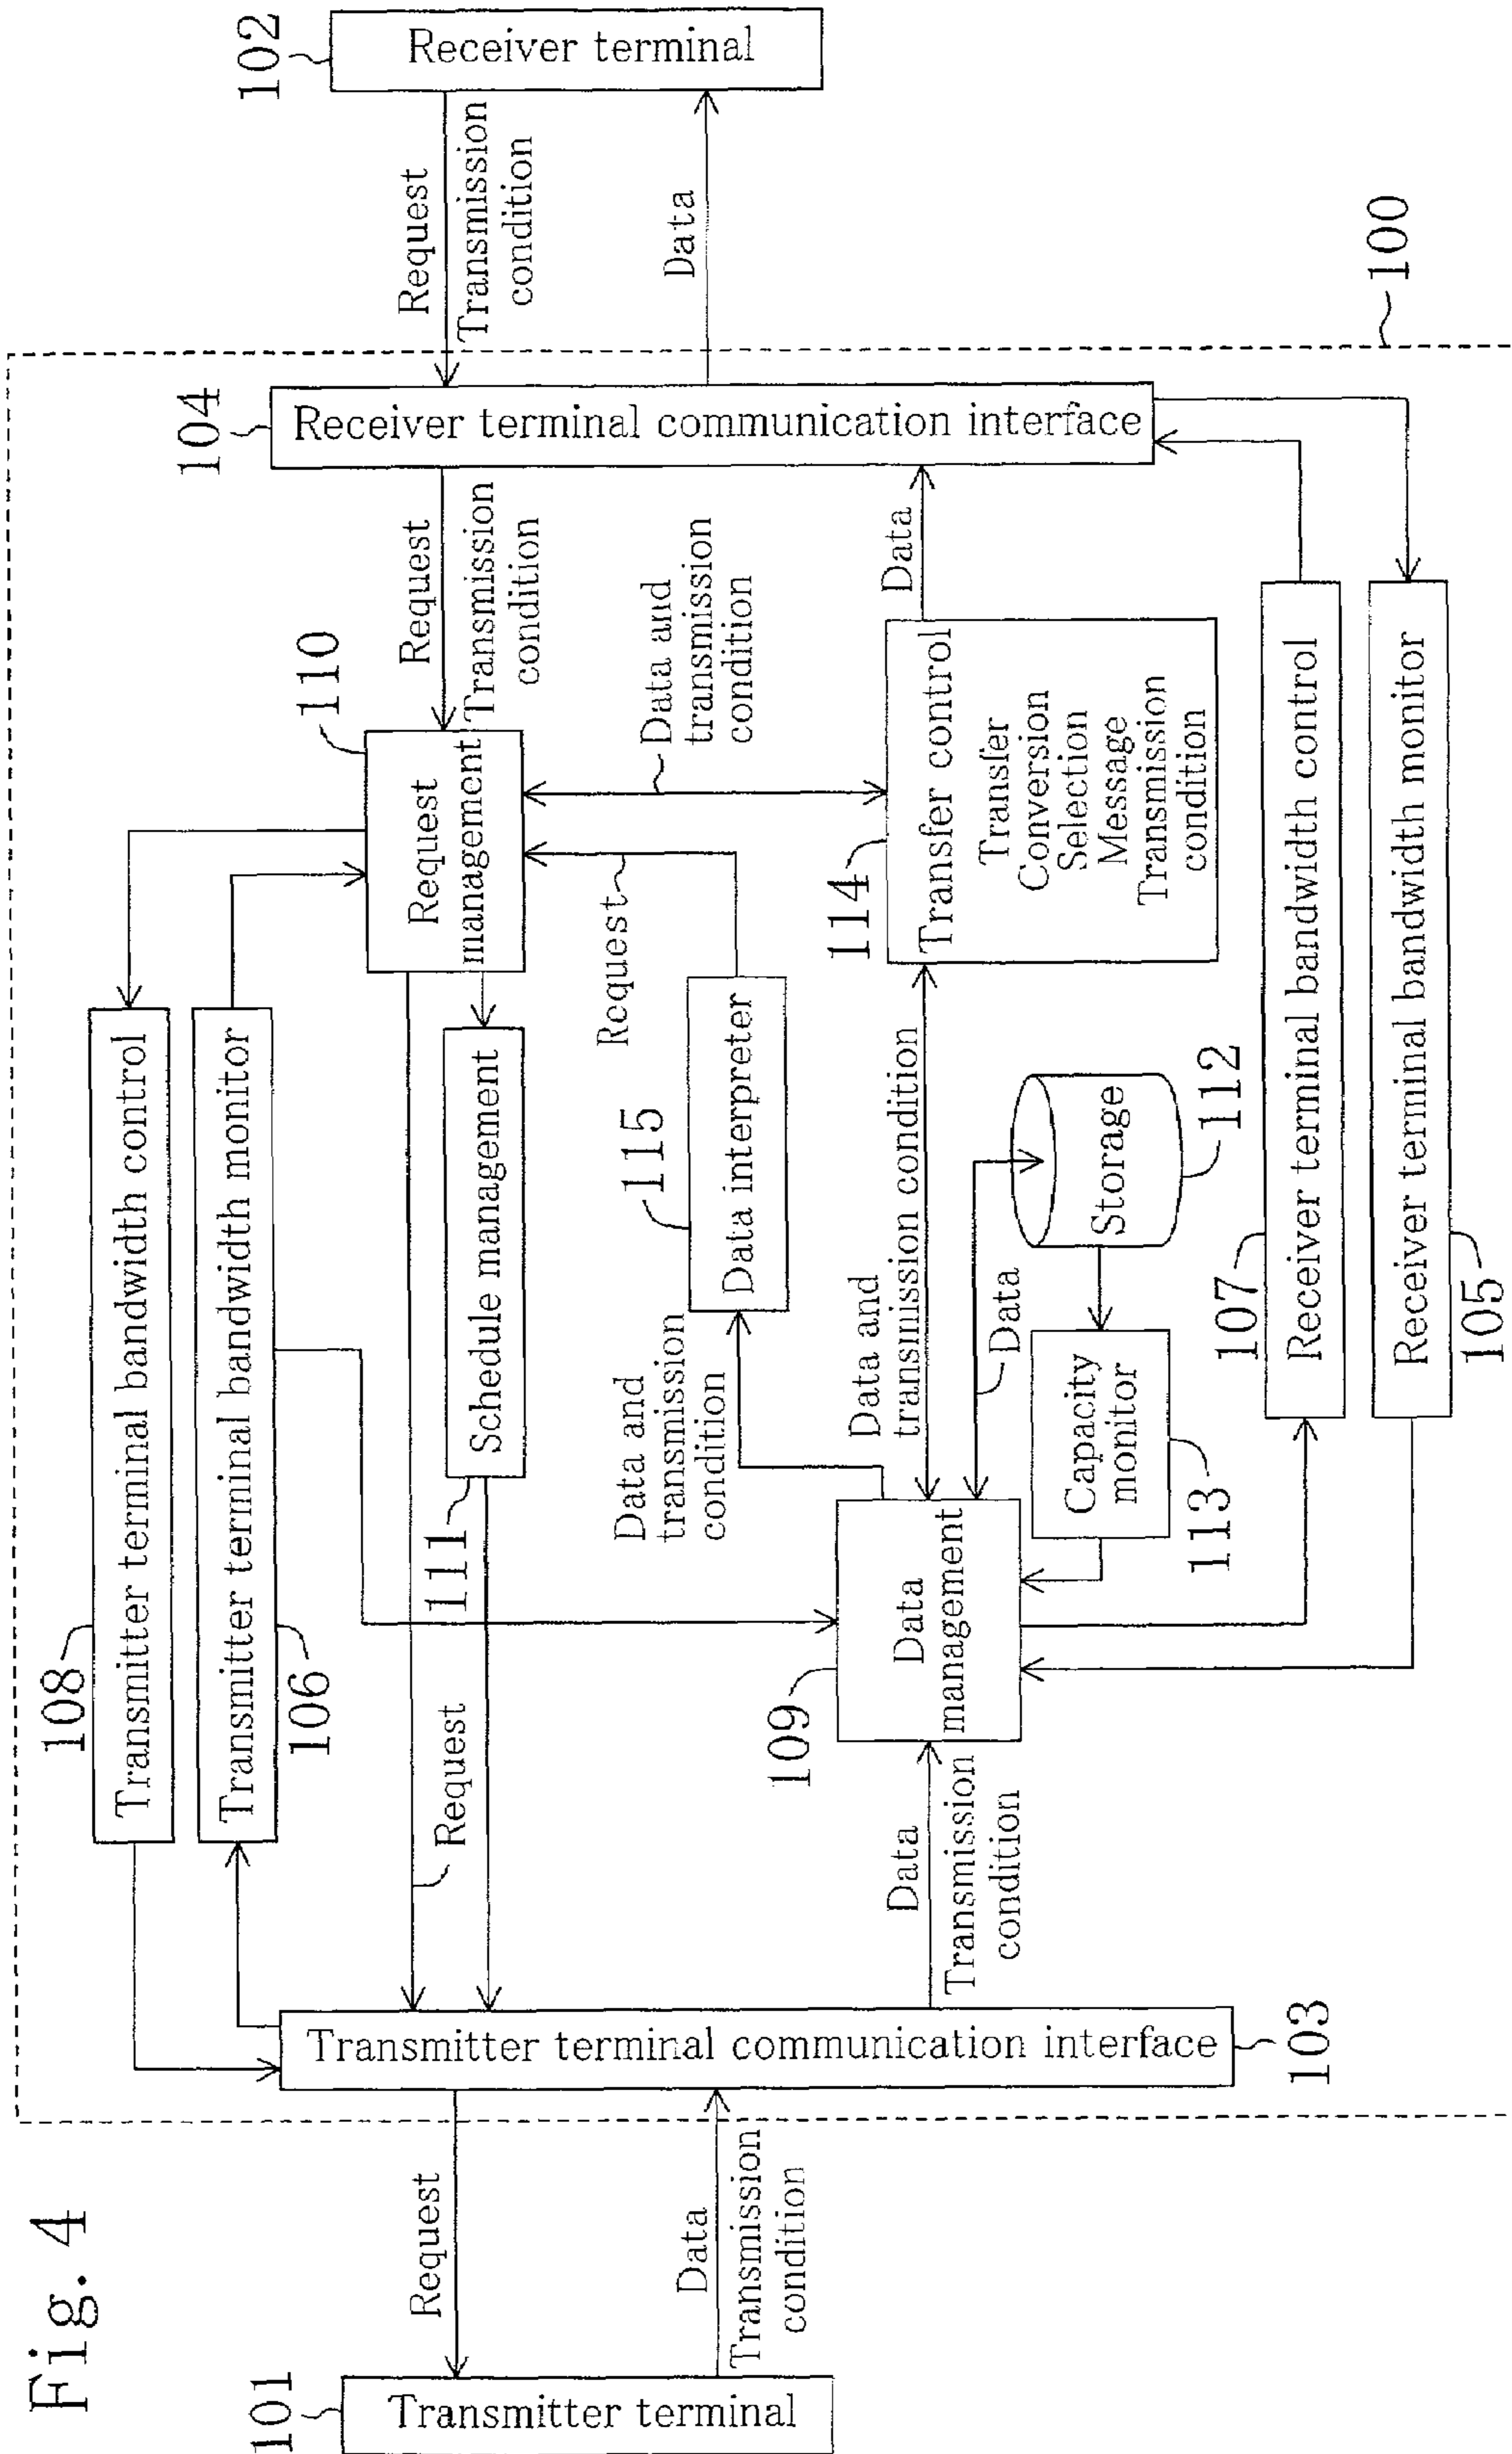 Fig. 4
108
Transmitter terminal bandwidth control
Transmitter terminal bandwidth monitor
106
101
Transmitter terminal
Request
Data
Transmission
condition
Transmitter terminal communication interface
103
Request
111
Schedule management
110
Request
management
Request
Transmission
condition
104
Receiver terminal communication interface
Request
Transmission
condition
Data
102
Receiver terminal
Data
Transmission
condition
109
Data
management
Data and
transmission
condition
115
Data interpreter
Request
Data and
transmission
condition
Data and
transmission condition
114
Transfer control
Transfer
Conversion
Selection
Message
Transmission
condition
Data
Data
Storage
112
Capacity
monitor
113
107
Receiver terminal bandwidth control
Receiver terminal bandwidth monitor
105
100